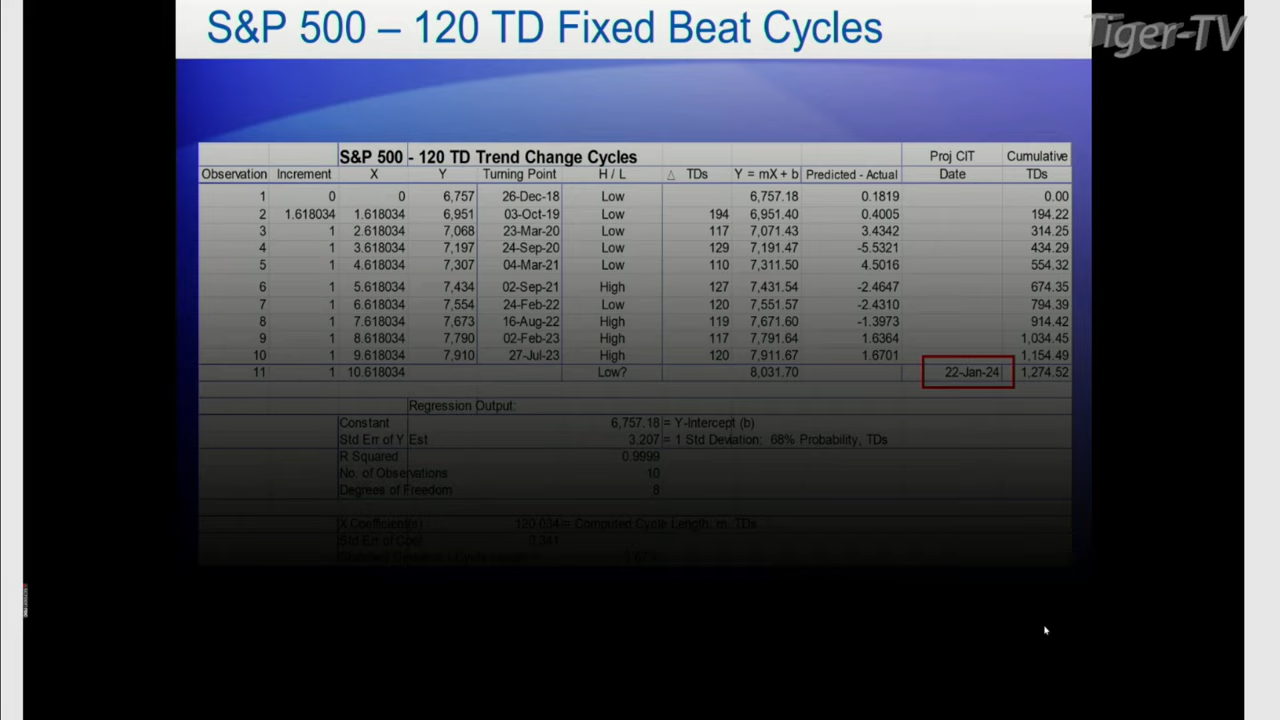 S&P 500 – 120 TD Fixed Beat Cycles
Tiger-TV
S&P 500 - 120 TD Trend Change Cycles Proj CIT Cumulative
Observation Increment X Y Turning Point H / L △ TDs Y = mX + b Predicted - Actual Date TDs
1 0 0 6,757 26-Dec-18 Low 6,757.18 0.1819 0.00
2 1.618034 1.618034 6,951 03-Oct-19 Low 194 6,951.40 0.4005 194.22
3 1 2.618034 7,068 23-Mar-20 Low 117 7,071.43 3.4342 314.25
4 1 3.618034 7,197 24-Sep-20 Low 129 7,191.47 -5.5321 434.29
5 1 4.618034 7,307 04-Mar-21 Low 110 7,311.50 4.5016 554.32
6 1 5.618034 7,434 02-Sep-21 High 127 7,431.54 -2.4647 674.35
7 1 6.618034 7,554 24-Feb-22 Low 120 7,551.57 -2.4310 794.39
8 1 7.618034 7,673 16-Aug-22 High 119 7,671.60 -1.3973 914.42
9 1 8.618034 7,790 02-Feb-23 High 117 7,791.64 1.6364 1,034.45
10 1 9.618034 7,910 27-Jul-23 High 120 7,911.67 1.6701 1,154.49
11 1 10.618034 Low? 8,031.70 22-Jan-24 1,274.52
Regression Output:
Constant 6,757.18 = Y-Intercept (b)
Std Err of Y Est 3.207 = 1 Std Deviation: 68% Probability, TDs
R Squared 0.9999
No. of Observations 10
Degrees of Freedom 8
X Coefficient(s) 120.034 = Computed Cycle Length; m, TDs
Std Err of Coef 0.341